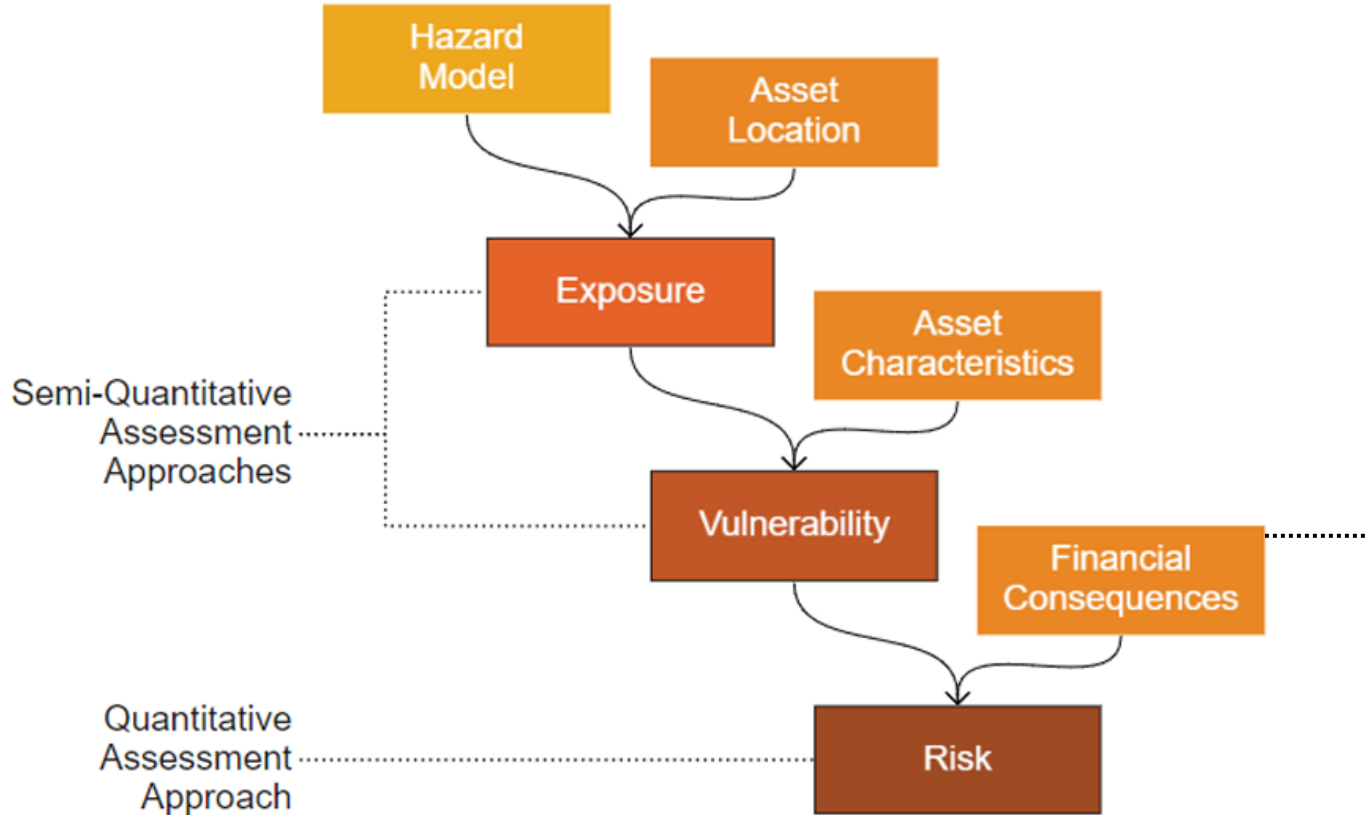 Hazard
Model
Asset
Location
Exposure
Asset
Characteristics
Semi-Quantitative
Assessment
Approaches
Vulnerability
Financial
Consequences
Quantitative
Assessment
Approach
Risk